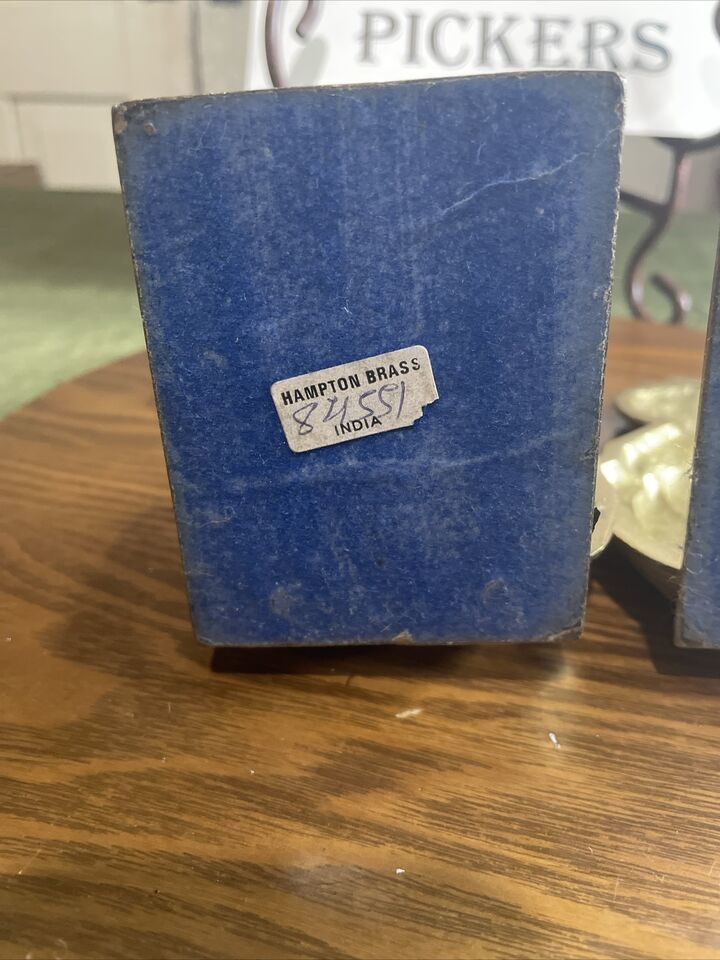 PICKERS
HAMPTON BRASS
84551
INDIA